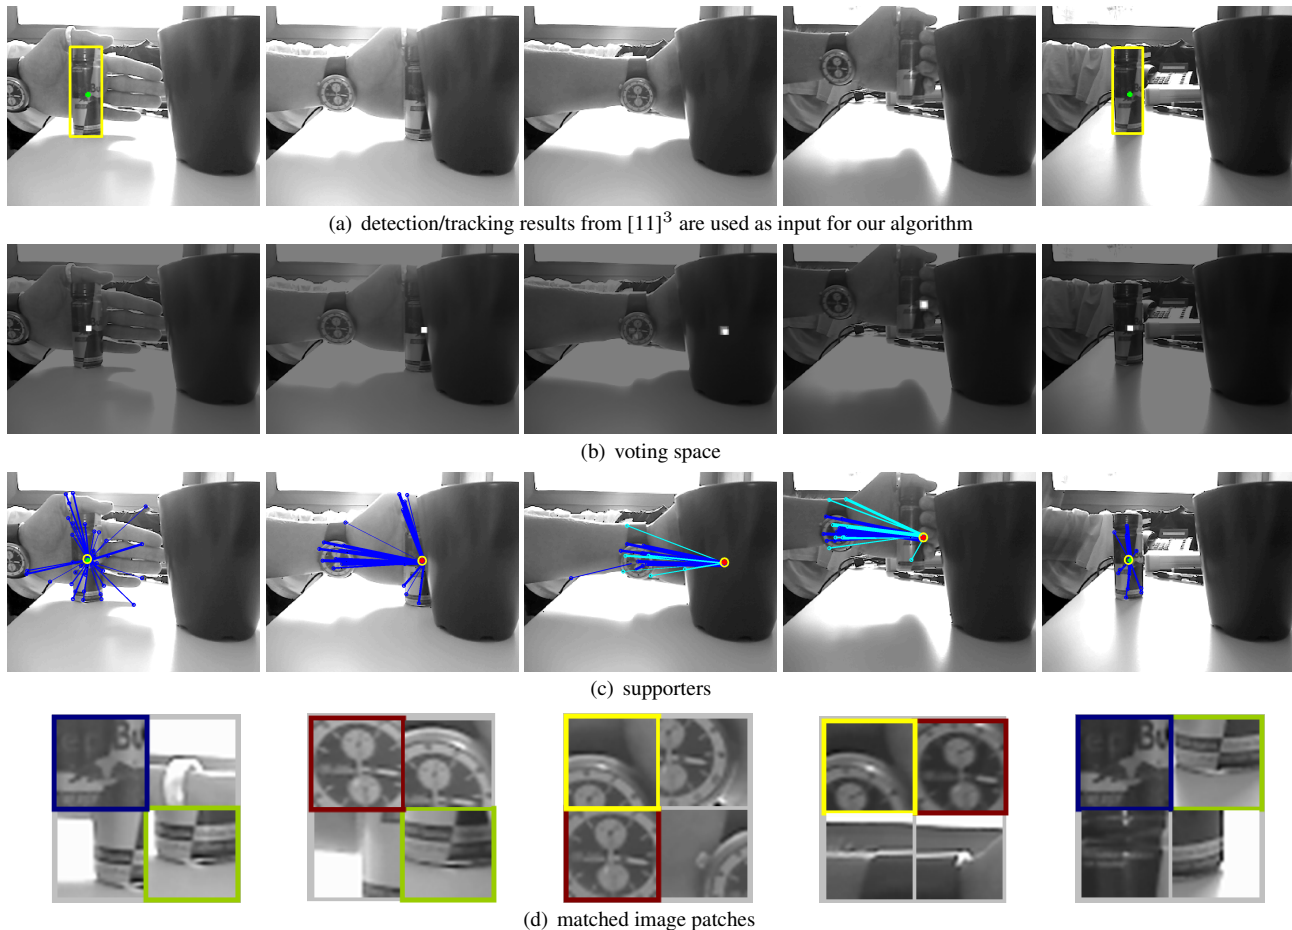 (a) detection/tracking results from [11]³ are used as input for our algorithm
(b) voting space
(c) supporters
(d) matched image patches